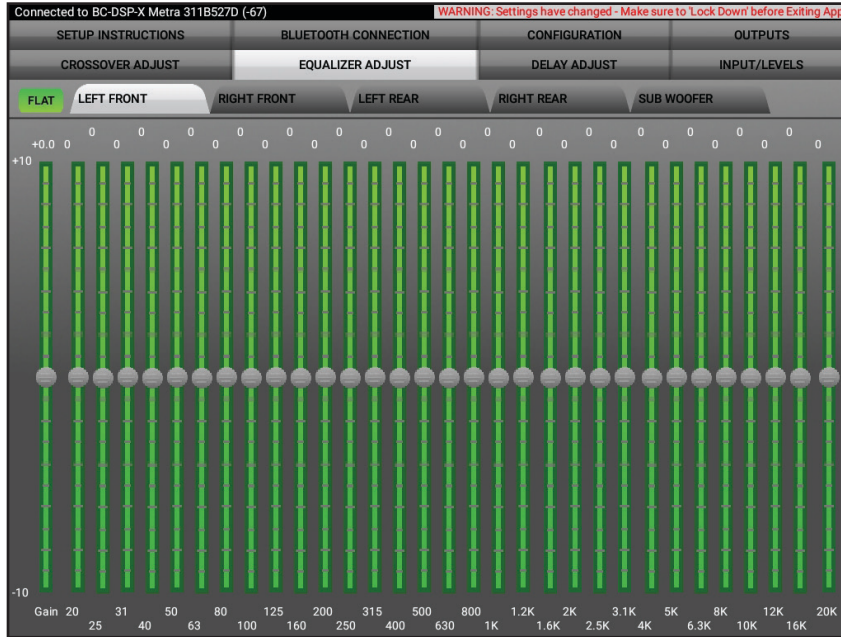 Connected to BC-DSP-X Metra 311B527D (-67) WARNING: Settings have changed - Make sure to 'Lock Down' before Exiting App
SETUP INSTRUCTIONS BLUETOOTH CONNECTION CONFIGURATION OUTPUTS
CROSSOVER ADJUST EQUALIZER ADJUST DELAY ADJUST INPUT/LEVELS
FLAT LEFT FRONT RIGHT FRONT LEFT REAR RIGHT REAR SUB WOOFER
0 0 0 0 0 0 0 0 0 0 0 0 0 0 0
+0.0 0 0 0 0 0 0 0 0 0 0 0 0 0 0 0 0
+10
-10
Gain 20 31 50 80 125 200 315 500 800 1.2K 2K 3.1K 5K 8K 12K 20K
25 40 63 100 160 250 400 630 1K 1.6K 2.5K 4K 6.3K 10K 16K